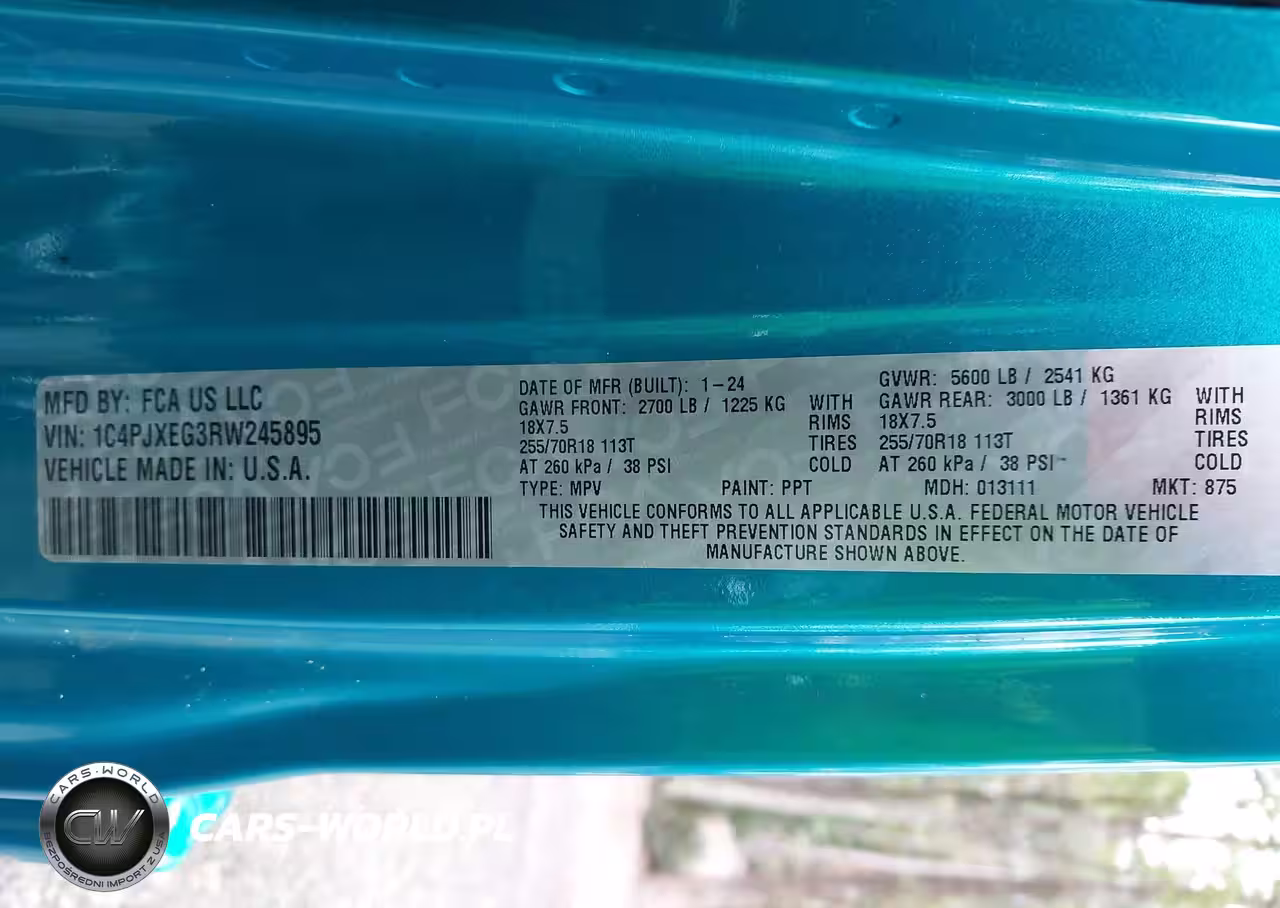 MFD BY: FCA US LLC
VIN: 1C4PJXEG3RW245895
VEHICLE MADE IN: U.S.A.
DATE OF MFR (BUILT): 1-24
GVWR: 5600 LB / 2541 KG
GAWR FRONT: 2700 LB / 1225 KG WITH
18X7.5 RIMS
255/70R18 113T TIRES
AT 260 kPa / 38 PSI COLD
GAWR REAR: 3000 LB / 1361 KG WITH
18X7.5 RIMS
255/70R18 113T TIRES
AT 260 kPa / 38 PSI COLD
TYPE: MPV PAINT: PPT MDH: 013111 MKT: 875
THIS VEHICLE CONFORMS TO ALL APPLICABLE U.S.A. FEDERAL MOTOR VEHICLE
SAFETY AND THEFT PREVENTION STANDARDS IN EFFECT ON THE DATE OF
MANUFACTURE SHOWN ABOVE.
CARS-WORLD
CW
BEZPOŚREDNI IMPORT Z USA
CARS-WORLD.PL